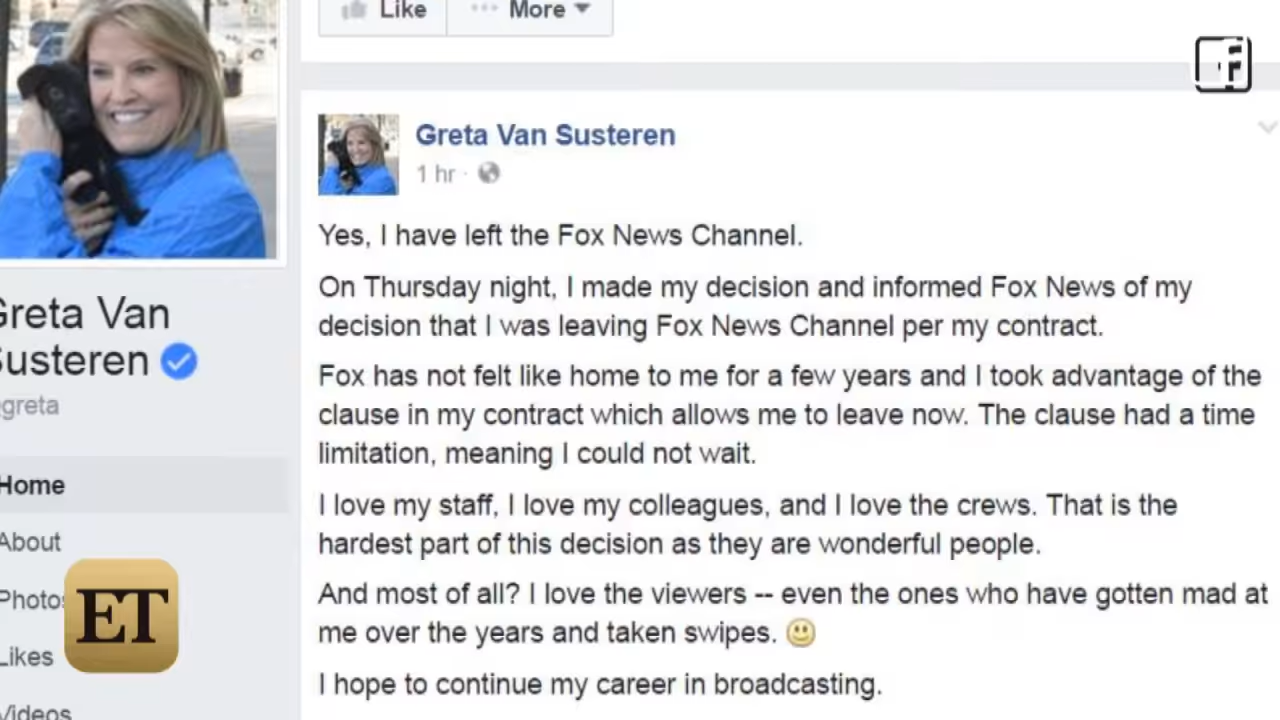 Like
More
Greta Van Susteren
1 hr ·
Yes, I have left the Fox News Channel.
On Thursday night, I made my decision and informed Fox News of my
decision that I was leaving Fox News Channel per my contract.
Fox has not felt like home to me for a few years and I took advantage of the
clause in my contract which allows me to leave now. The clause had a time
limitation, meaning I could not wait.
I love my staff, I love my colleagues, and I love the crews. That is the
hardest part of this decision as they are wonderful people.
And most of all? I love the viewers -- even the ones who have gotten mad at
me over the years and taken swipes. 🙂
I hope to continue my career in broadcasting.
Greta Van
Susteren
greta
Home
About
Photos
Likes
Videos
ET
f